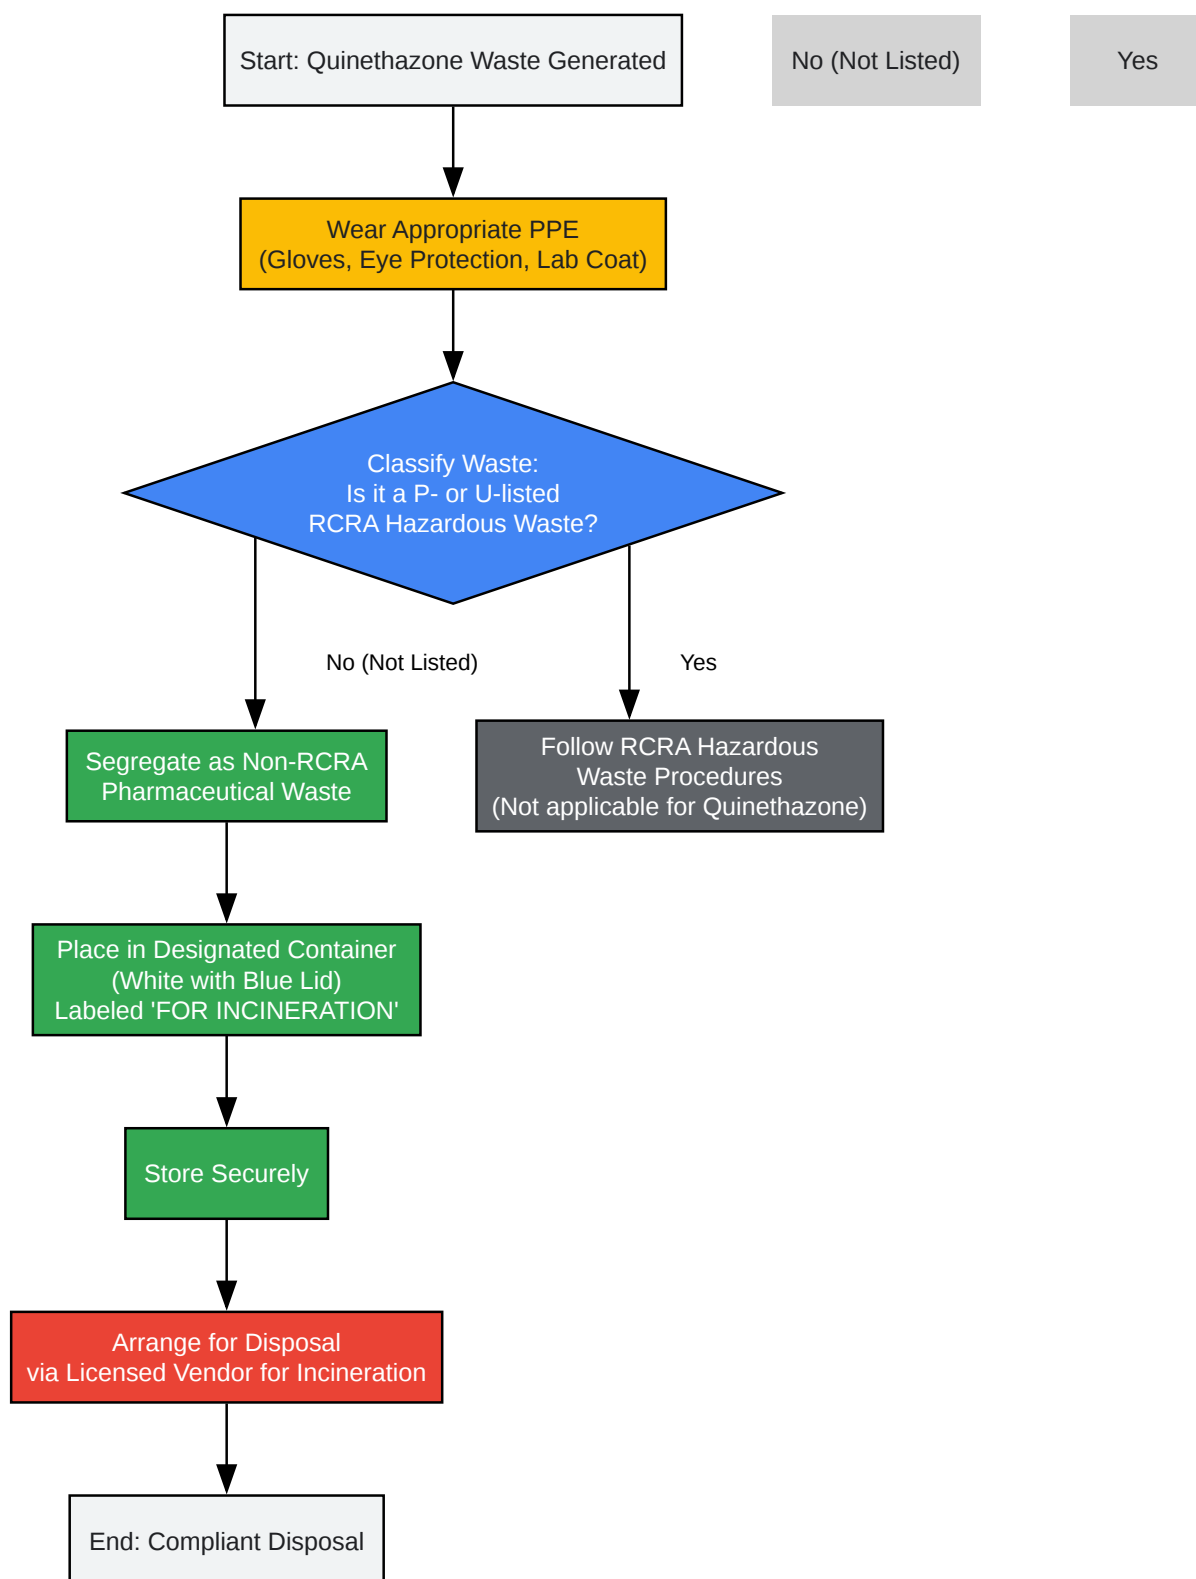 Start: Quinethazone Waste Generated
No (Not Listed)
Yes
Wear Appropriate PPE
(Gloves, Eye Protection, Lab Coat)
Classify Waste:
Is it a P- or U-listed
RCRA Hazardous Waste?
No (Not Listed)
Yes
Segregate as Non-RCRA
Pharmaceutical Waste
Follow RCRA Hazardous
Waste Procedures
(Not applicable for Quinethazone)
Place in Designated Container
(White with Blue Lid)
Labeled 'FOR INCINERATION'
Store Securely
Arrange for Disposal
via Licensed Vendor for Incineration
End: Compliant Disposal